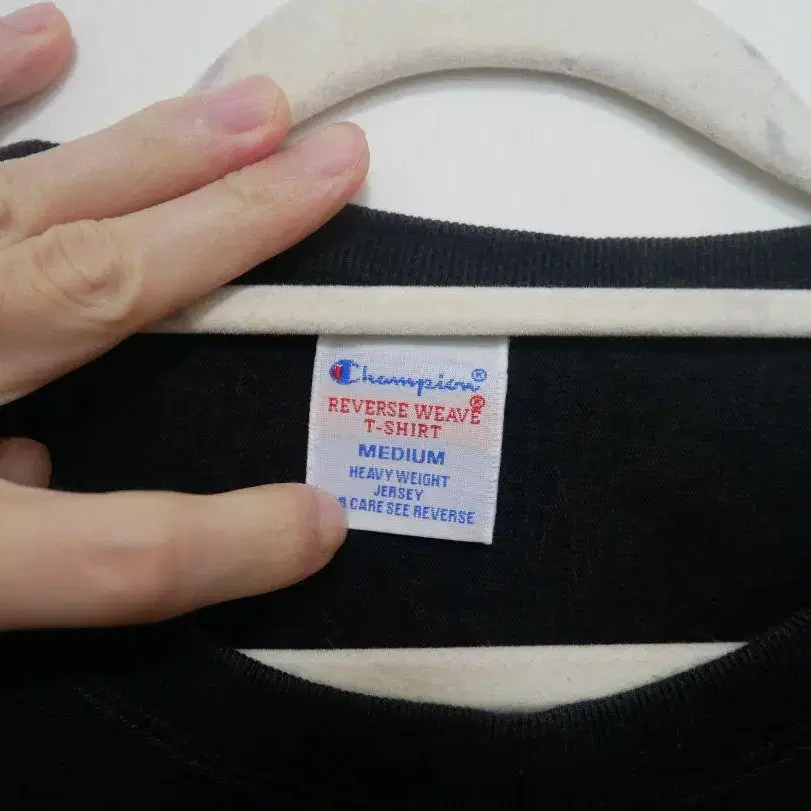 Champion®
REVERSE WEAVE®
T-SHIRT
MEDIUM
HEAVY WEIGHT
JERSEY
CARE SEE REVERSE